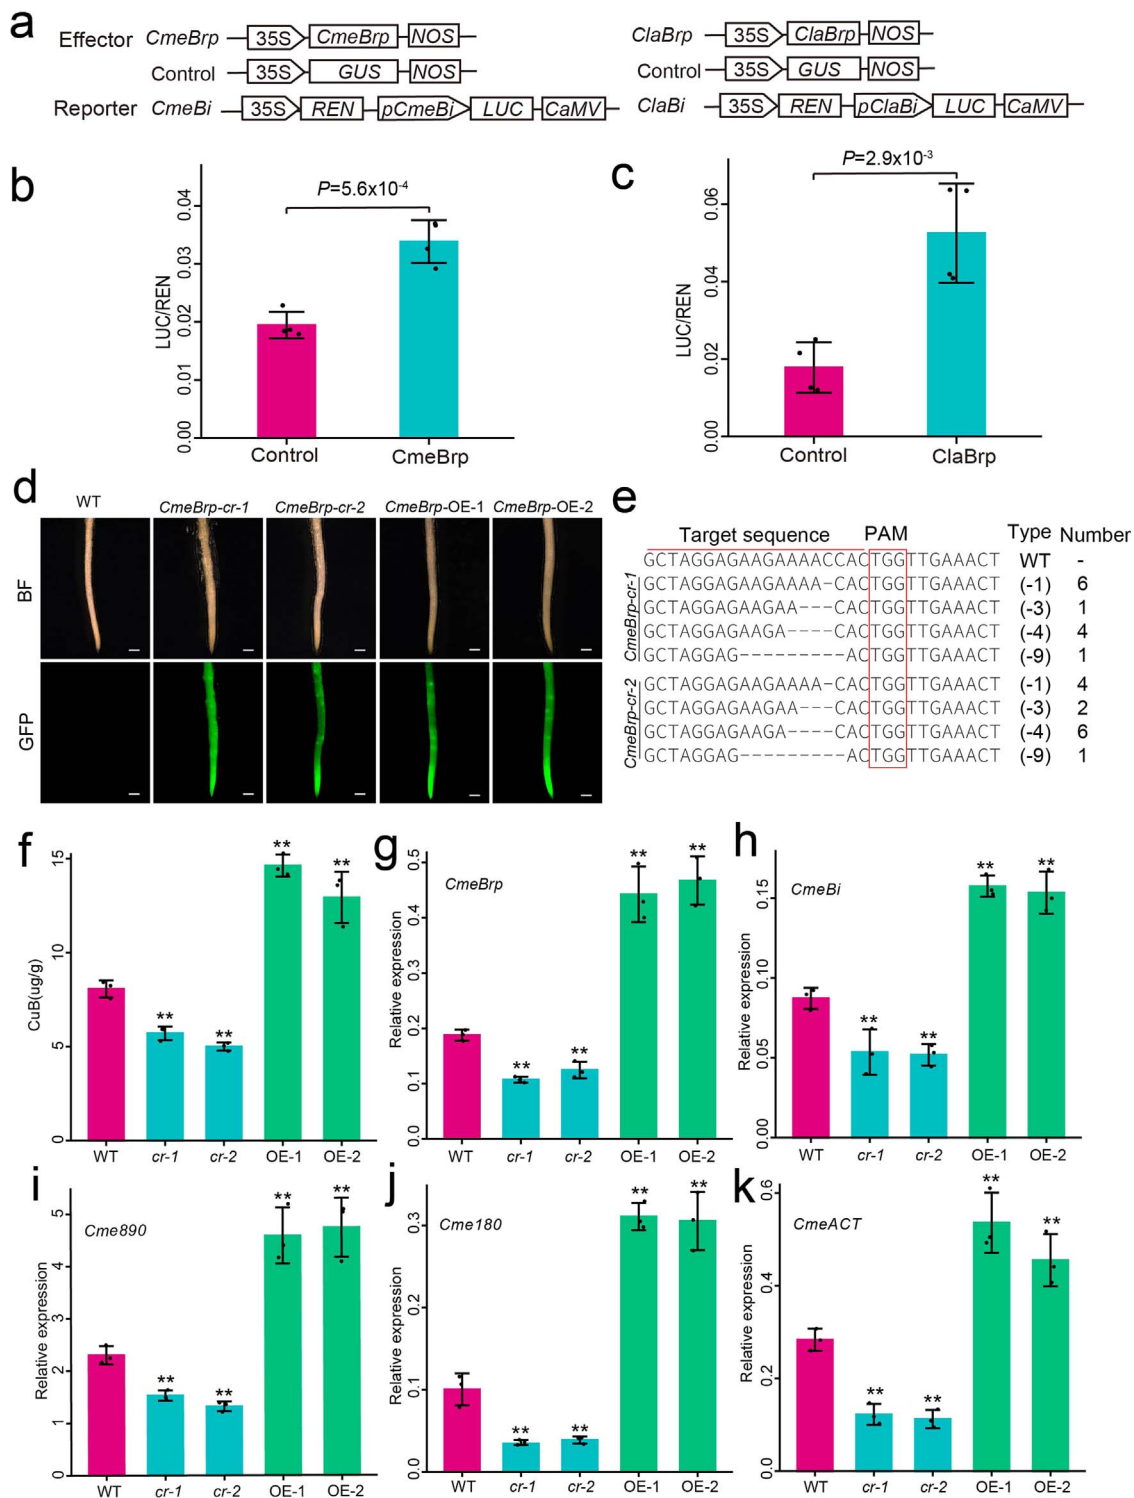 a
Effector CmeBrp 35S CmeBrp NOS
ClaBrp 35S ClaBrp NOS
Control 35S GUS NOS
Control 35S GUS NOS
Reporter CmeBi 35S REN pCmeBi LUC CaMV
ClaBi 35S REN pClaBi LUC CaMV
b
P=5.6x10-4
LUC/REN
0.04
0.03
0.02
0.01
0.00
Control CmeBrp
c
P=2.9x10-3
LUC/REN
0.06
0.04
0.02
0.00
Control ClaBrp
d
WT CmeBrp-cr-1 CmeBrp-cr-2 CmeBrp-OE-1 CmeBrp-OE-2
BF
GFP
e
Target sequence PAM Type Number
GCTAGGAGAAGAAAACCACTGGTTGAAACT WT -
CmeBrp-cr-1
GCTAGGAGAAGAAAA-CACTGGTTGAAACT (-1) 6
GCTAGGAGAAGAA---CACTGGTTGAAACT (-3) 1
GCTAGGAGAAGA----CACTGGTTGAAACT (-4) 4
GCTAGGAG---------ACTGGTTGAAACT (-9) 1
CmeBrp-cr-2
GCTAGGAGAAGAAAA-CACTGGTTGAAACT (-1) 4
GCTAGGAGAAGAA---CACTGGTTGAAACT (-3) 2
GCTAGGAGAAGA----CACTGGTTGAAACT (-4) 6
GCTAGGAG---------ACTGGTTGAAACT (-9) 1
f
CuB(ug/g)
15
10
5
0
** ** ** **
WT cr-1 cr-2 OE-1 OE-2
g
CmeBrp
Relative expression
0.5
0.4
0.3
0.2
0.1
0.0
** ** ** **
WT cr-1 cr-2 OE-1 OE-2
h
CmeBi
Relative expression
0.15
0.10
0.05
0.00
** ** ** **
WT cr-1 cr-2 OE-1 OE-2
i
Cme890
Relative expression
5
4
3
2
1
0
** ** ** **
WT cr-1 cr-2 OE-1 OE-2
j
Cme180
Relative expression
0.3
0.2
0.1
0.0
** ** ** **
WT cr-1 cr-2 OE-1 OE-2
k
CmeACT
Relative expression
0.6
0.4
0.2
0.0
** ** ** **
WT cr-1 cr-2 OE-1 OE-2